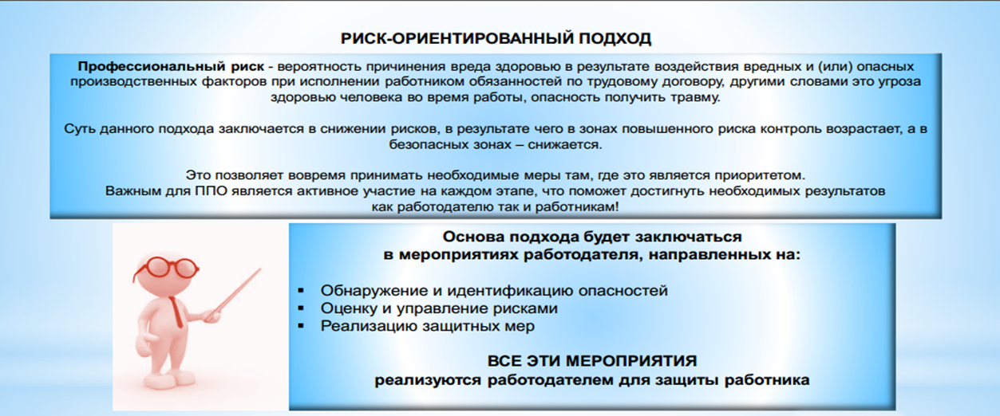 РИСК-ОРИЕНТИРОВАННЫЙ ПОДХОД
Профессиональный риск - вероятность причинения вреда здоровью в результате воздействия вредных и (или) опасных
производственных факторов при исполнении работником обязанностей по трудовому договору, другими словами это угроза
здоровью человека во время работы, опасность получить травму.
Суть данного подхода заключается в снижении рисков, в результате чего в зонах повышенного риска контроль возрастает, а в
безопасных зонах – снижается.
Это позволяет вовремя принимать необходимые меры там, где это является приоритетом.
Важным для ППО является активное участие на каждом этапе, что поможет достигнуть необходимых результатов
как работодателю так и работникам!
Основа подхода будет заключаться
в мероприятиях работодателя, направленных на:
▪ Обнаружение и идентификацию опасностей
▪ Оценку и управление рисками
▪ Реализацию защитных мер
ВСЕ ЭТИ МЕРОПРИЯТИЯ
реализуются работодателем для защиты работника